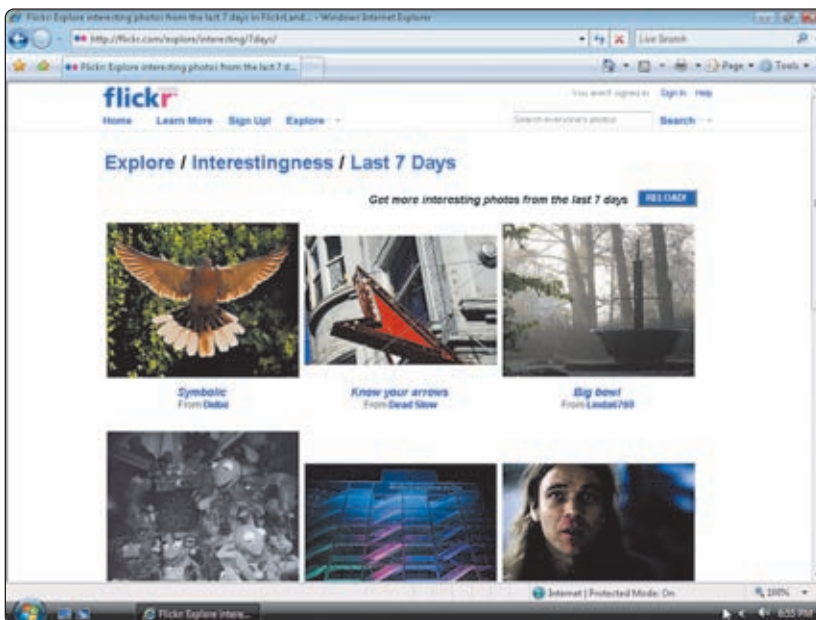 Flickr: Explore interesting photos from the last 7 days in FlickrLand... - Windows Internet Explorer
http://flickr.com/explore/interesting/7days/
Live Search
Flickr: Explore interesting photos from the last 7 d...
Page
Tools
flickr
You aren't signed in Sign In Help
Home Learn More Sign Up! Explore
Search everyone's photos Search
Explore / Interestingness / Last 7 Days
Get more interesting photos from the last 7 days RELOAD!
Symbolic Know your arrows Big bowl
From From Dead Slow From
Internet | Protected Mode: On 100%
Flickr: Explore intere... 6:55 PM